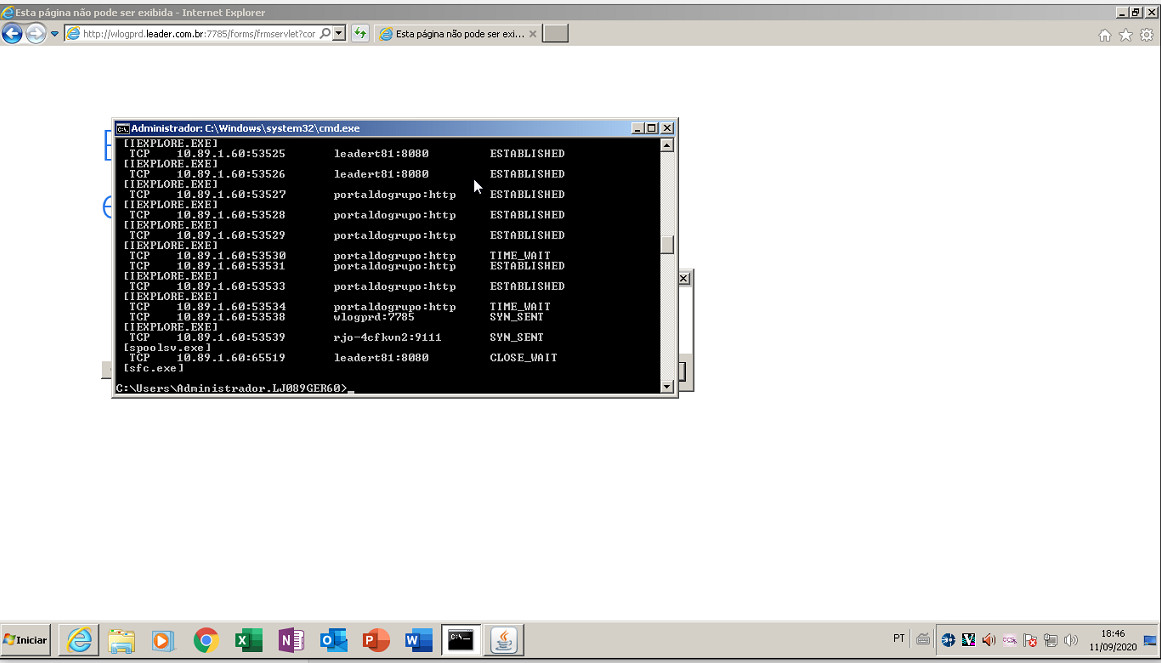 Esta página não pode ser exibida - Internet Explorer
http://wlogprd.leader.com.br:7785/forms/frmservlet?cor
Esta página não pode ser exi...
Administrador: C:\Windows\system32\cmd.exe
[IEXPLORE.EXE]
TCP 10.89.1.60:53525 leadert81:8080 ESTABLISHED
[IEXPLORE.EXE]
TCP 10.89.1.60:53526 leadert81:8080 ESTABLISHED
[IEXPLORE.EXE]
TCP 10.89.1.60:53527 portaldogrupo:http ESTABLISHED
[IEXPLORE.EXE]
TCP 10.89.1.60:53528 portaldogrupo:http ESTABLISHED
[IEXPLORE.EXE]
TCP 10.89.1.60:53529 portaldogrupo:http ESTABLISHED
[IEXPLORE.EXE]
TCP 10.89.1.60:53530 portaldogrupo:http TIME_WAIT
TCP 10.89.1.60:53531 portaldogrupo:http ESTABLISHED
[IEXPLORE.EXE]
TCP 10.89.1.60:53533 portaldogrupo:http ESTABLISHED
[IEXPLORE.EXE]
TCP 10.89.1.60:53534 portaldogrupo:http TIME_WAIT
TCP 10.89.1.60:53538 wlogprd:7785 SYN_SENT
[IEXPLORE.EXE]
TCP 10.89.1.60:53539 rjo-4cfkvn2:9111 SYN_SENT
[spoolsv.exe]
TCP 10.89.1.60:65519 leadert81:8080 CLOSE_WAIT
[sfc.exe]
C:\Users\Administrador.LJ089GER60>_
Iniciar
PT
18:46
11/09/2020